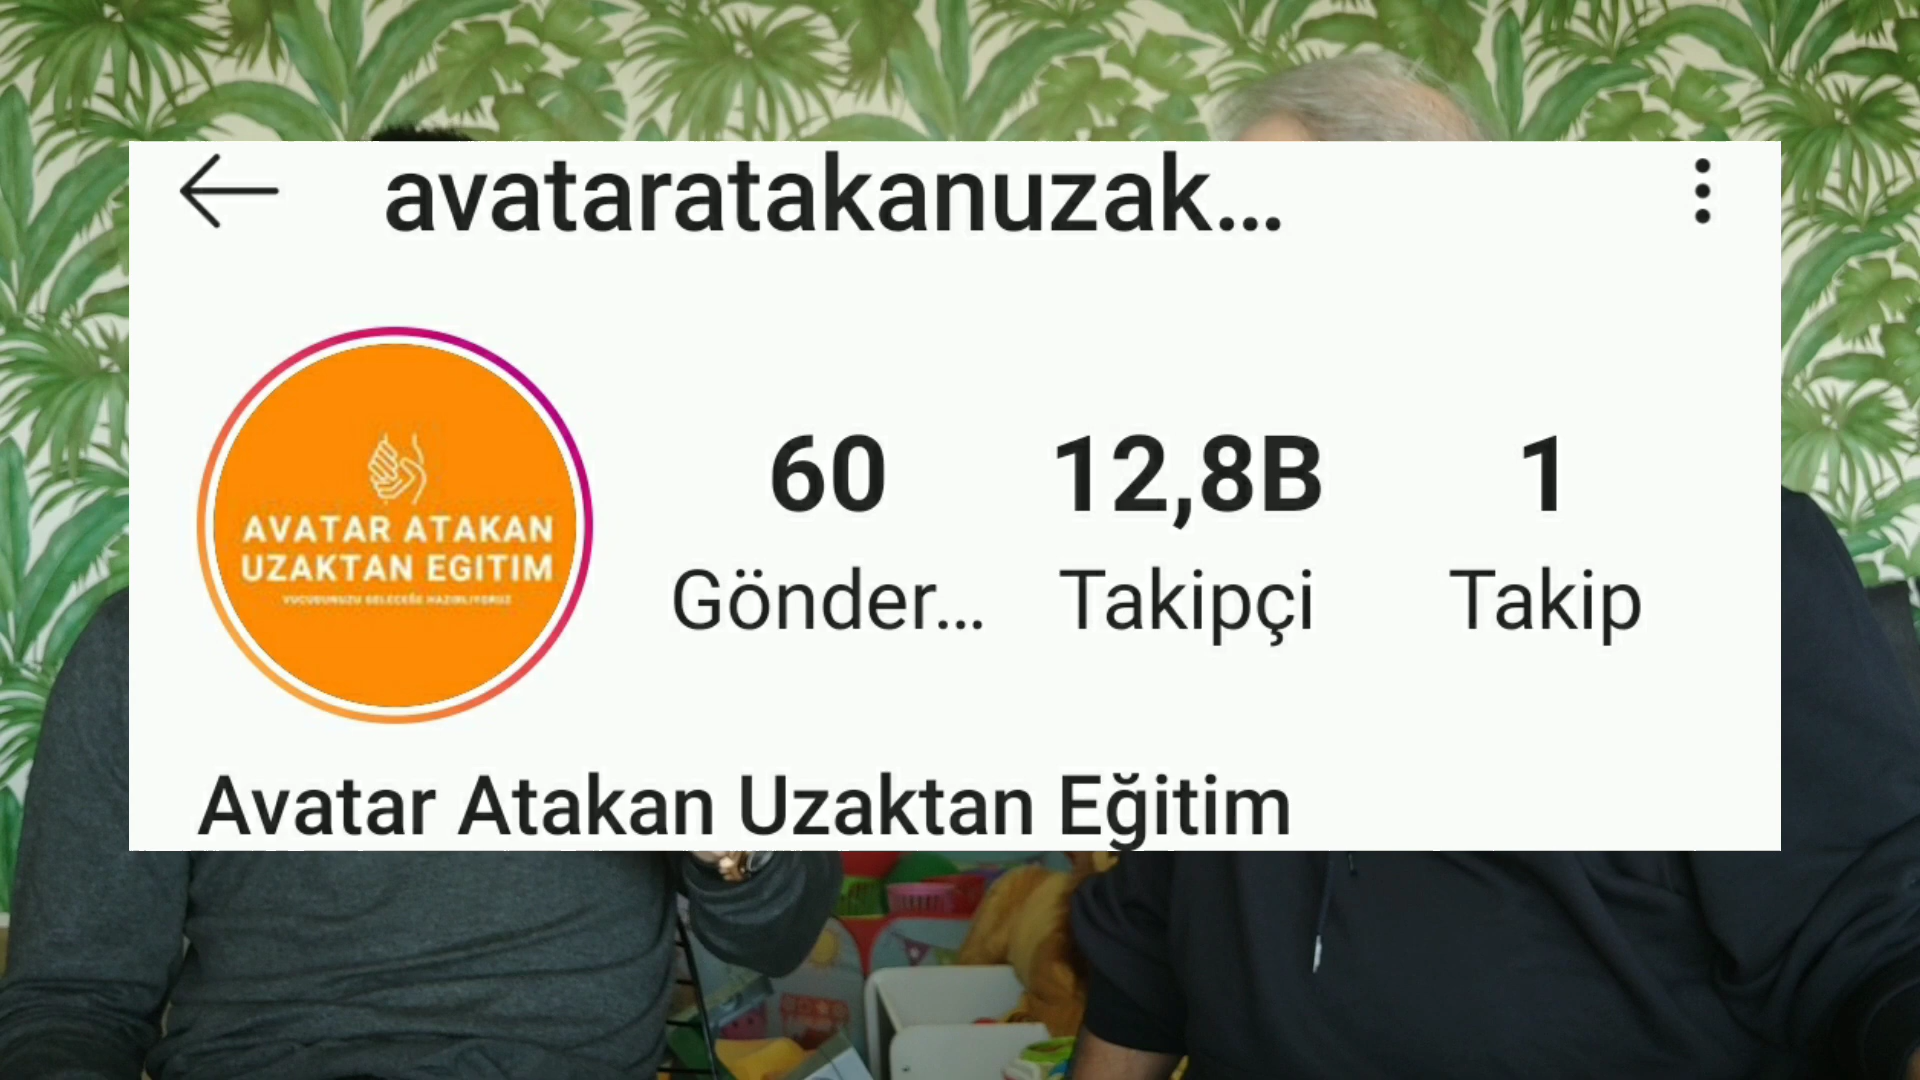 avataratakanuzak...
60
12,8B
1
Gönder...
Takipçi
Takip
AVATAR ATAKAN
UZAKTAN EGITIM
Avatar Atakan Uzaktan Eğitim